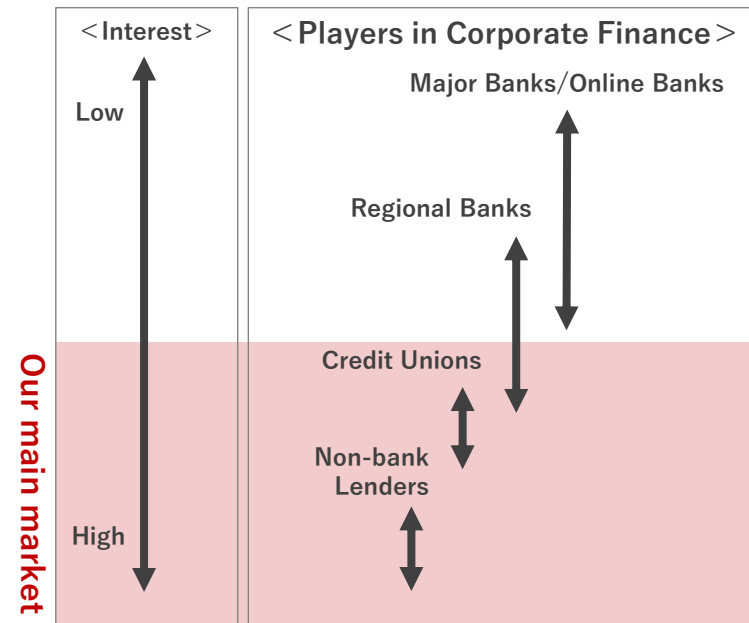 ＜Interest＞
Low
High
＜Players in Corporate Finance＞
Major Banks/Online Banks
Regional Banks
Credit Unions
Non-bank
Lenders
Our main market